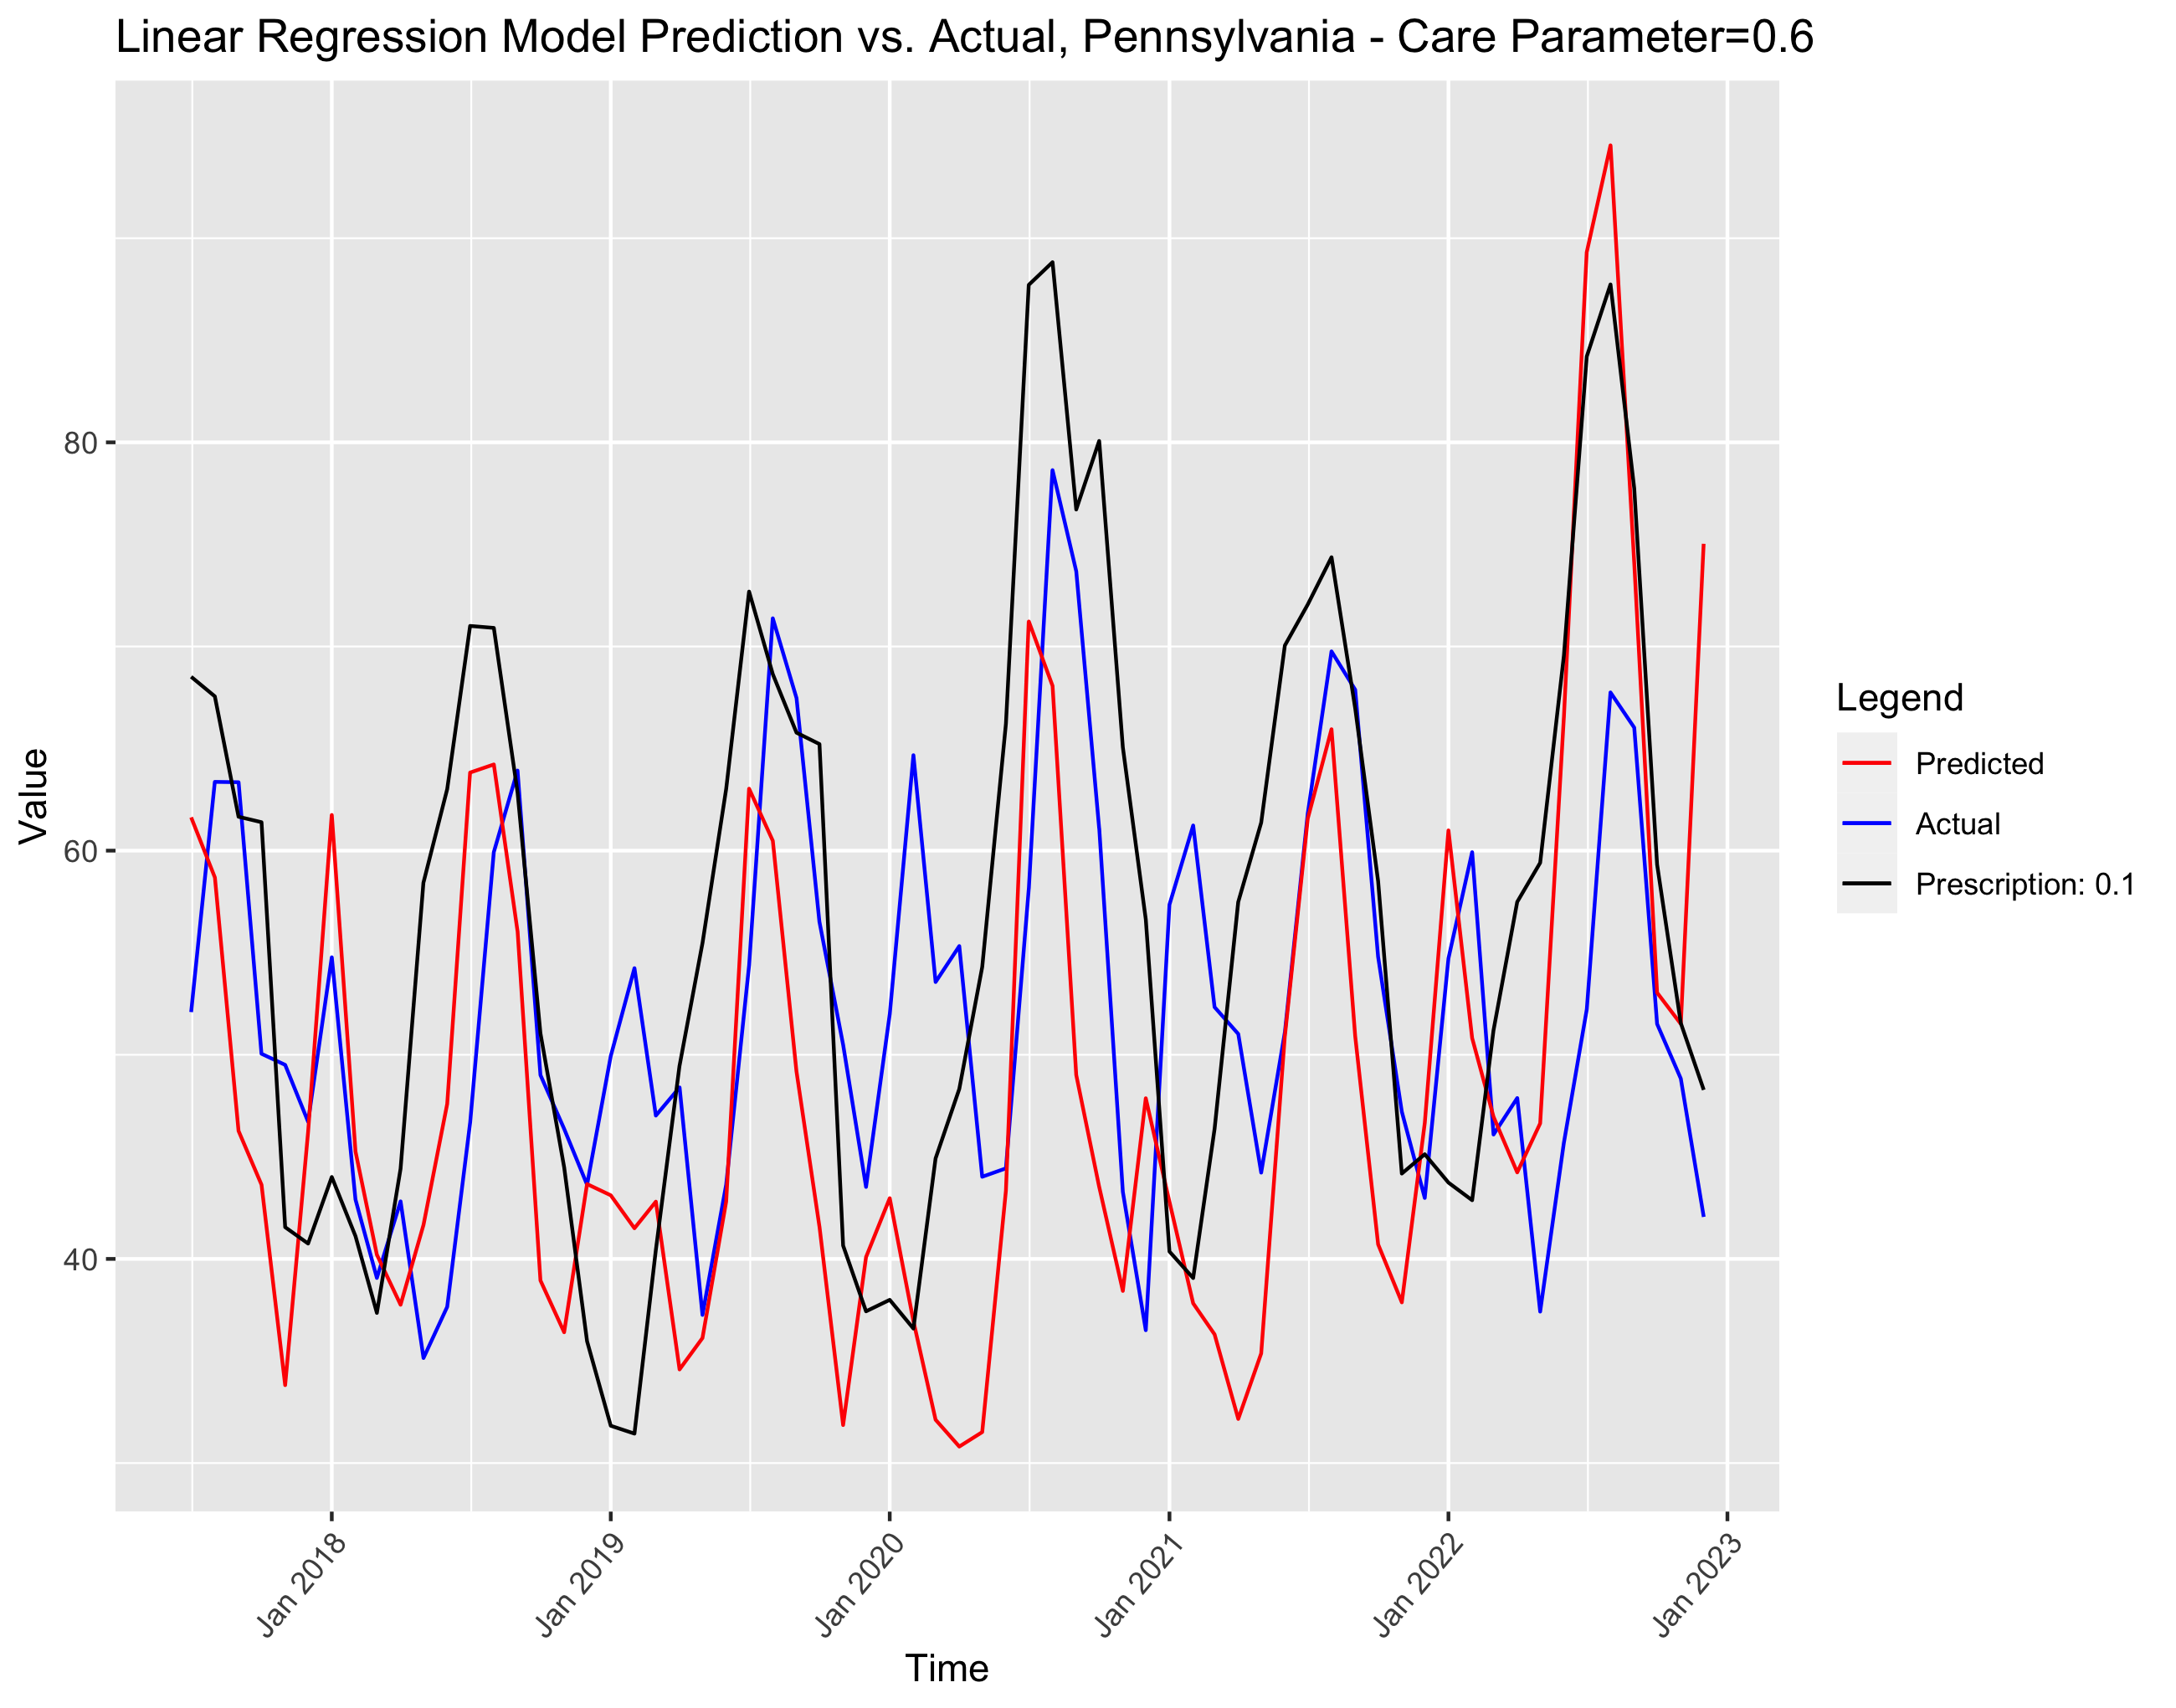 Linear Regression Model Prediction vs. Actual, Pennsylvania - Care Parameter=0.6
Value
80
60
40
Jan 2018
Jan 2019
Jan 2020
Jan 2021
Jan 2022
Jan 2023
Time
Legend
Predicted
Actual
Prescription: 0.1